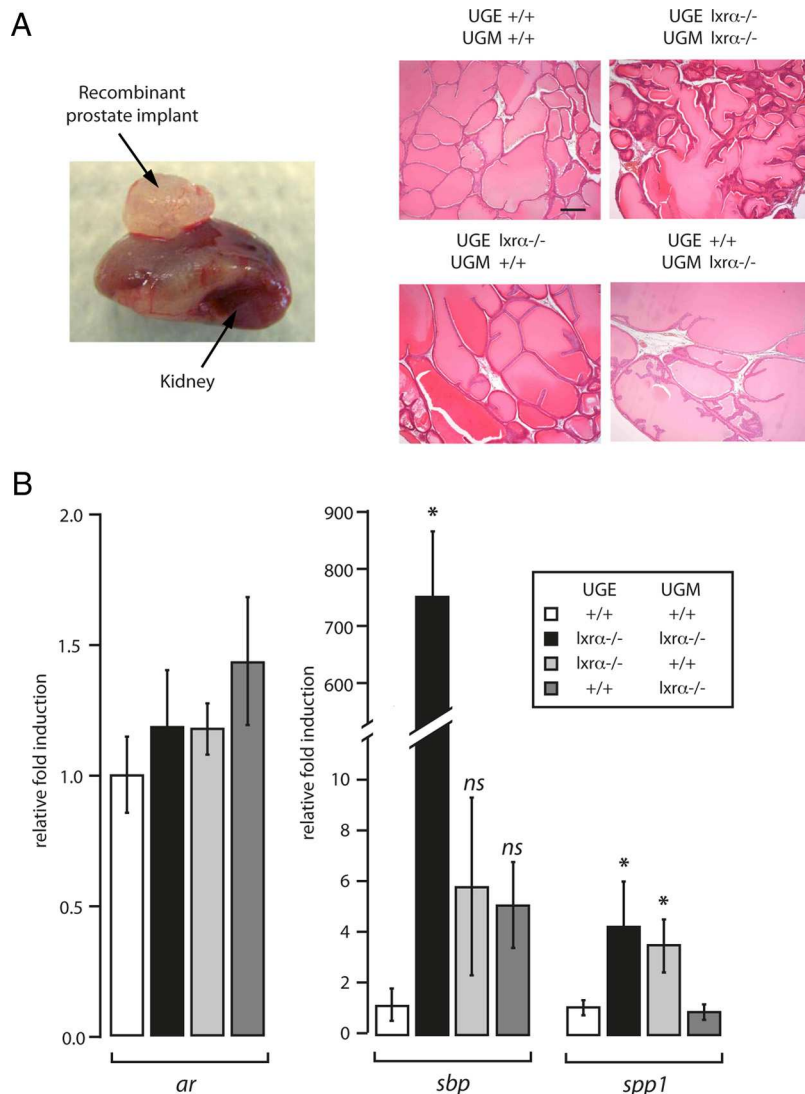 A
Recombinant
prostate implant
Kidney
UGE +/+
UGM +/+
UGE lxrα-/-
UGM lxrα-/-
UGE lxrα-/-
UGM +/+
UGE +/+
UGM lxrα-/-
B
relative fold induction
2.0
1.5
1.0
0.5
0.0
ar
relative fold induction
900
800
700
600
10
8
6
4
2
0
*
ns
ns
sbp
*
*
spp1
UGE UGM
+/+ +/+
lxrα-/- lxrα-/-
lxrα-/- +/+
+/+ lxrα-/-